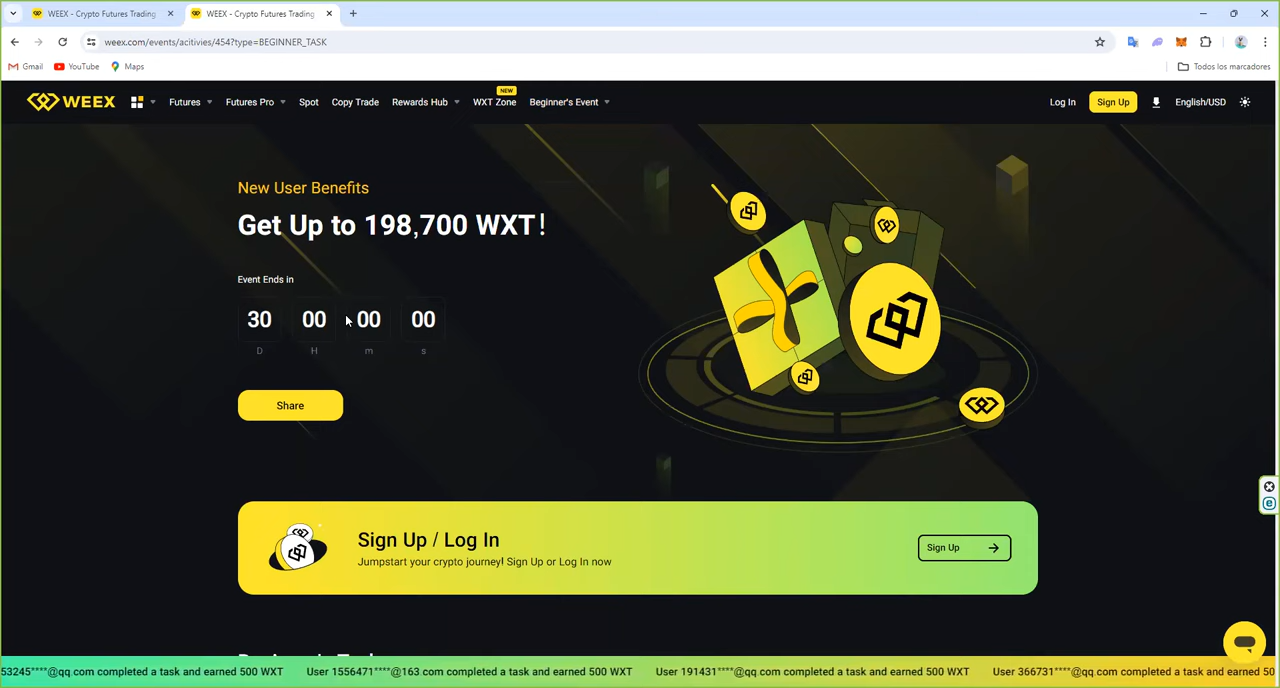 WEEX - Crypto Futures Trading
WEEX - Crypto Futures Trading
weex.com/events/acitivies/454?type=BEGINNER_TASK
Gmail YouTube Maps Todos los marcadores
WEEX Futures Futures Pro Spot Copy Trade Rewards Hub WXT Zone NEW Beginner's Event Log In Sign Up English/USD
New User Benefits
Get Up to 198,700 WXT!
Event Ends in
30 00 00 00
D H m s
Share
Sign Up / Log In
Jumpstart your crypto journey! Sign Up or Log In now
Sign Up
53245****@qq.com completed a task and earned 500 WXT User 1556471****@163.com completed a task and earned 500 WXT User 191431****@qq.com completed a task and earned 500 WXT User 366731****@qq.com completed a task and earned 50